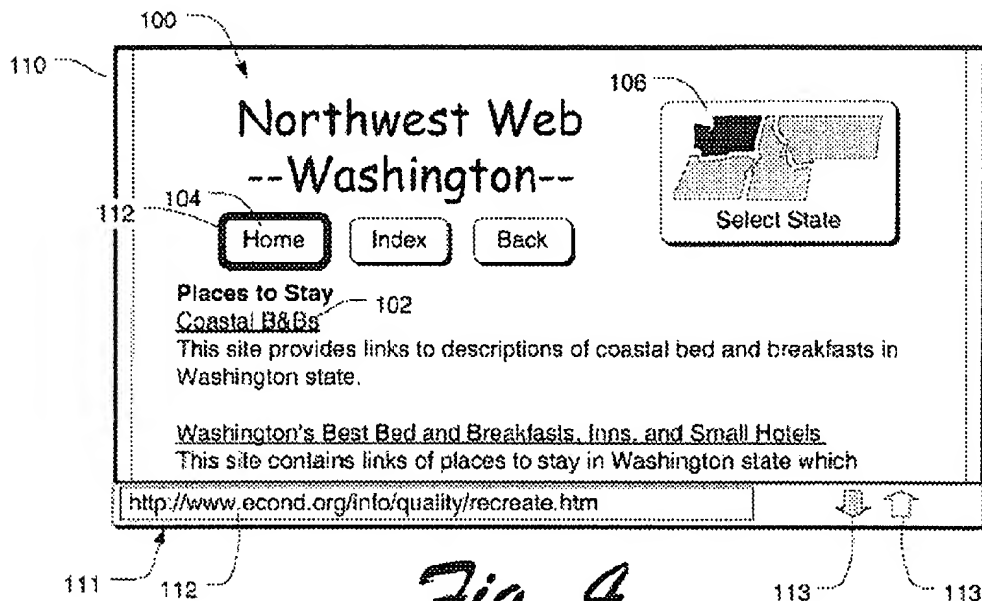 100
110
106
Northwest Web
--Washington--
104
112
Home Index Back
Select State
Places to Stay
102
Coastal B&Bs
This site provides links to descriptions of coastal bed and breakfasts in
Washington state.
Washington's Best Bed and Breakfasts, Inns, and Small Hotels
This site contains links of places to stay in Washington state which
http://www.econd.org/info/quality/recreate.htm
111 112 113 113
Fig. 4